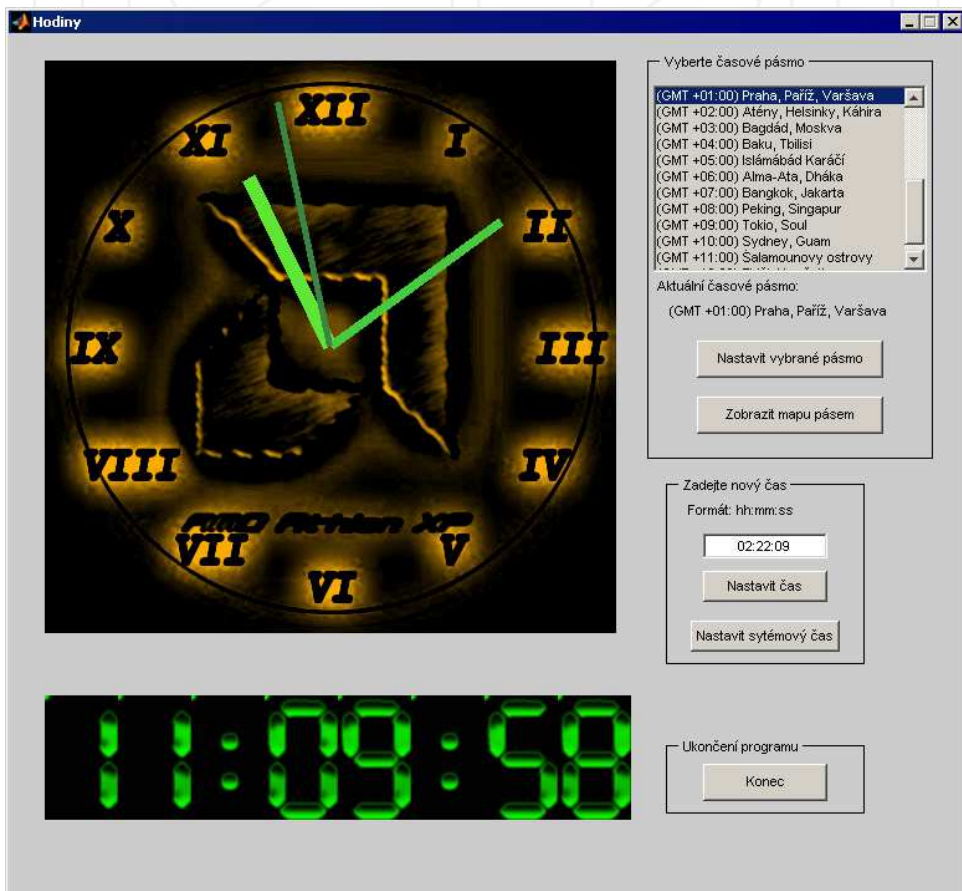 Hodiny
XII
XI
I
X
II
IX
III
VIII
IV
AMD Athlon XP
VII
V
VI
11:09:58
Vyberte časové pásmo
(GMT +01:00) Praha, Paříž, Varšava
(GMT +02:00) Atény, Helsinky, Káhira
(GMT +03:00) Bagdád, Moskva
(GMT +04:00) Baku, Tbilisi
(GMT +05:00) Islámábád Karáčí
(GMT +06:00) Alma-Ata, Dháka
(GMT +07:00) Bangkok, Jakarta
(GMT +08:00) Peking, Singapur
(GMT +09:00) Tokio, Soul
(GMT +10:00) Sydney, Guam
(GMT +11:00) Šalamounovy ostrovy
Aktuální časové pásmo:
(GMT +01:00) Praha, Paříž, Varšava
Nastavit vybrané pásmo
Zobrazit mapu pásem
Zadejte nový čas
Formát: hh:mm:ss
02:22:09
Nastavit čas
Nastavit sytémový čas
Ukončení programu
Konec